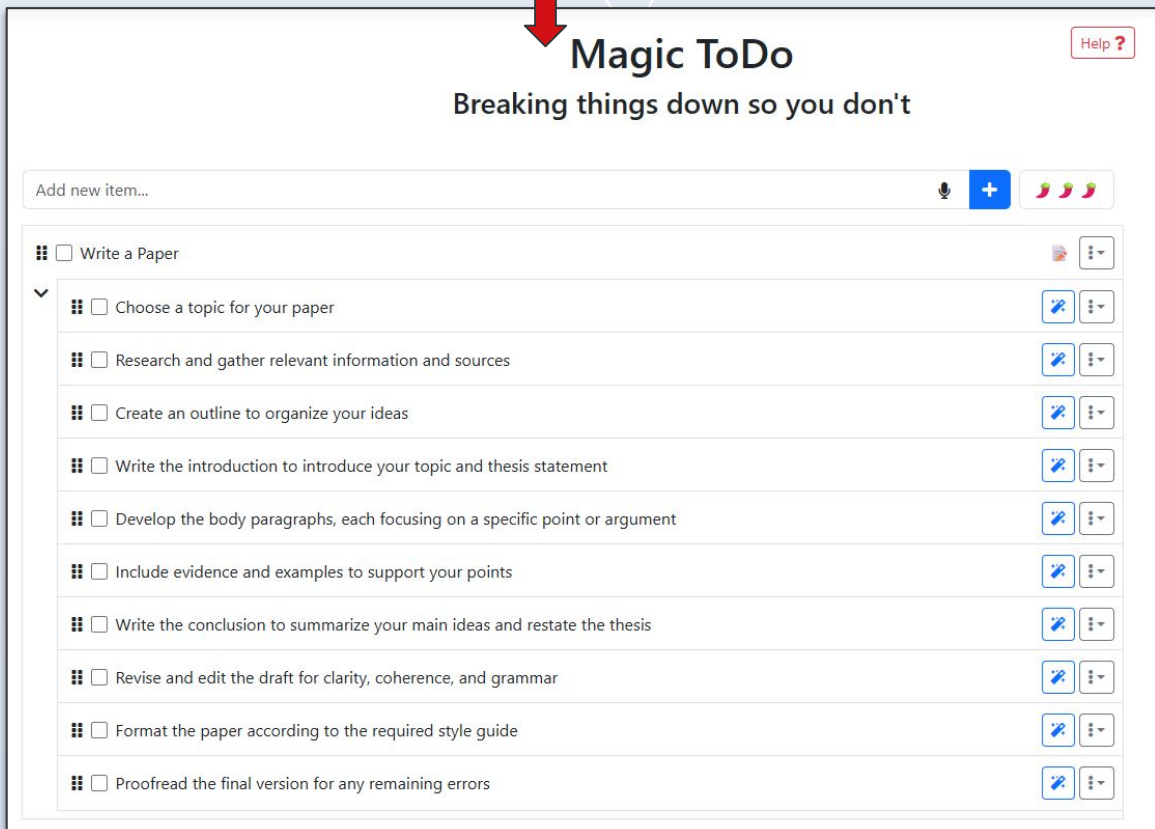 Magic ToDo
Help ?
Breaking things down so you don't
Add new item...
Write a Paper
Choose a topic for your paper
Research and gather relevant information and sources
Create an outline to organize your ideas
Write the introduction to introduce your topic and thesis statement
Develop the body paragraphs, each focusing on a specific point or argument
Include evidence and examples to support your points
Write the conclusion to summarize your main ideas and restate the thesis
Revise and edit the draft for clarity, coherence, and grammar
Format the paper according to the required style guide
Proofread the final version for any remaining errors